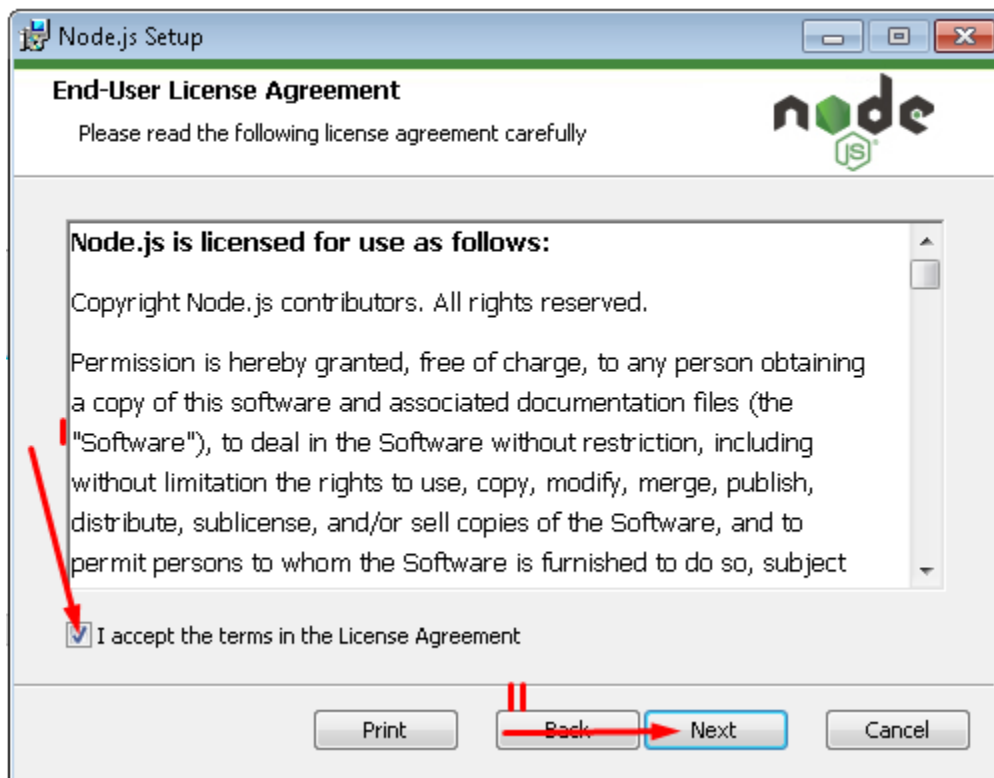 Node.js Setup
End-User License Agreement
Please read the following license agreement carefully
node
JS
Node.js is licensed for use as follows:
Copyright Node.js contributors. All rights reserved.
Permission is hereby granted, free of charge, to any person obtaining
a copy of this software and associated documentation files (the
"Software"), to deal in the Software without restriction, including
without limitation the rights to use, copy, modify, merge, publish,
distribute, sublicense, and/or sell copies of the Software, and to
permit persons to whom the Software is furnished to do so, subject
I accept the terms in the License Agreement
Print Back Next Cancel